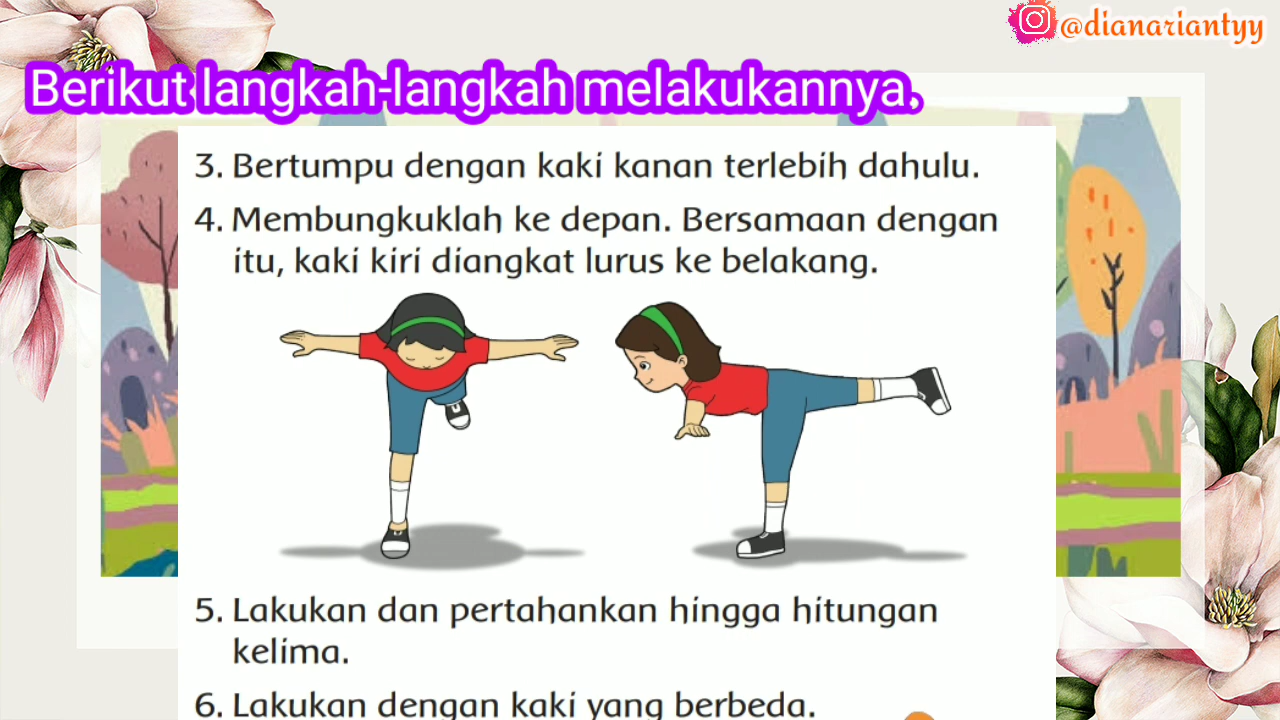 @dianariantyy
Berikut langkah-langkah melakukannya.
3. Bertumpu dengan kaki kanan terlebih dahulu.
4. Membungkuklah ke depan. Bersamaan dengan
itu, kaki kiri diangkat lurus ke belakang.
5. Lakukan dan pertahankan hingga hitungan
kelima.
6. Lakukan dengan kaki yang berbeda.